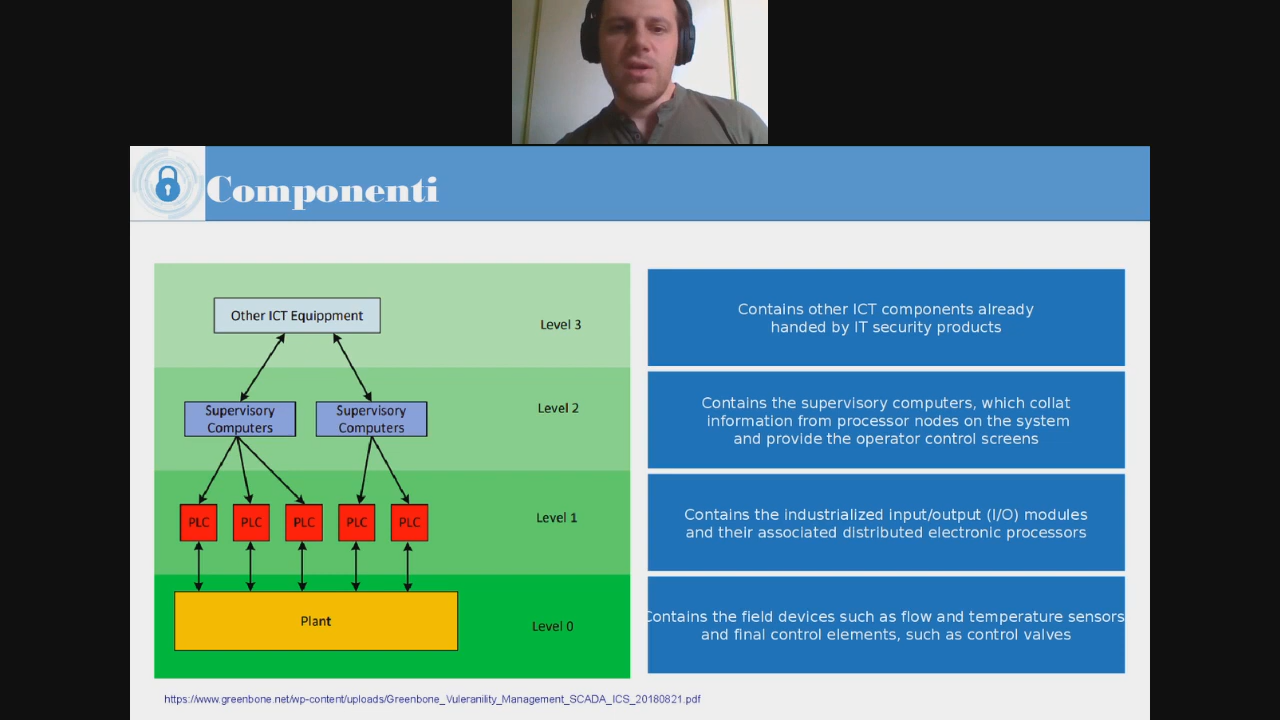 Componenti
Other ICT Equippment
Level 3
Supervisory
Computers
Supervisory
Computers
Level 2
PLC
PLC
PLC
PLC
PLC
Level 1
Plant
Level 0
Contains other ICT components already
handed by IT security products
Contains the supervisory computers, which collat
information from processor nodes on the system
and provide the operator control screens
Contains the industrialized input/output (I/O) modules
and their associated distributed electronic processors
Contains the field devices such as flow and temperature sensors
and final control elements, such as control valves
https://www.greenbone.net/wp-content/uploads/Greenbone_Vuleranility_Management_SCADA_ICS_20180821.pdf